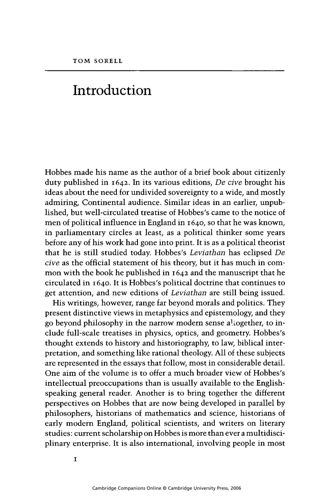 TOM SORELL
Introduction
Hobbes made his name as the author of a brief book about citizenly
duty published in 1642. In its various editions, De cive brought his
ideas about the need for undivided sovereignty to a wide, and mostly
admiring, Continental audience. Similar ideas in an earlier, unpub-
lished, but well-circulated treatise of Hobbes's came to the notice of
men of political influence in England in 1640, so that he was known,
in parliamentary circles at least, as a political thinker some years
before any of his work had gone into print. It is as a political theorist
that he is still studied today. Hobbes's Leviathan has eclipsed De
cive as the official statement of his theory, but it has much in com-
mon with the book he published in 1642 and the manuscript that he
circulated in 1640. It is Hobbes's political doctrine that continues to
get attention, and new editions of Leviathan are still being issued.
His writings, however, range far beyond morals and politics. They
present distinctive views in metaphysics and epistemology, and they
go beyond philosophy in the narrow modern sense altogether, to in-
clude full-scale treatises in physics, optics, and geometry. Hobbes's
thought extends to history and historiography, to law, biblical inter-
pretation, and something like rational theology. All of these subjects
are represented in the essays that follow, most in considerable detail.
One aim of the volume is to offer a much broader view of Hobbes's
intellectual preoccupations than is usually available to the English-
speaking general reader. Another is to bring together the different
perspectives on Hobbes that are now being developed in parallel by
philosophers, historians of mathematics and science, historians of
early modern England, political scientists, and writers on literary
studies: current scholarship on Hobbes is more than ever a multidisci-
plinary enterprise. It is also international, involving people in most
1
Cambridge Companions Online © Cambridge University Press, 2006